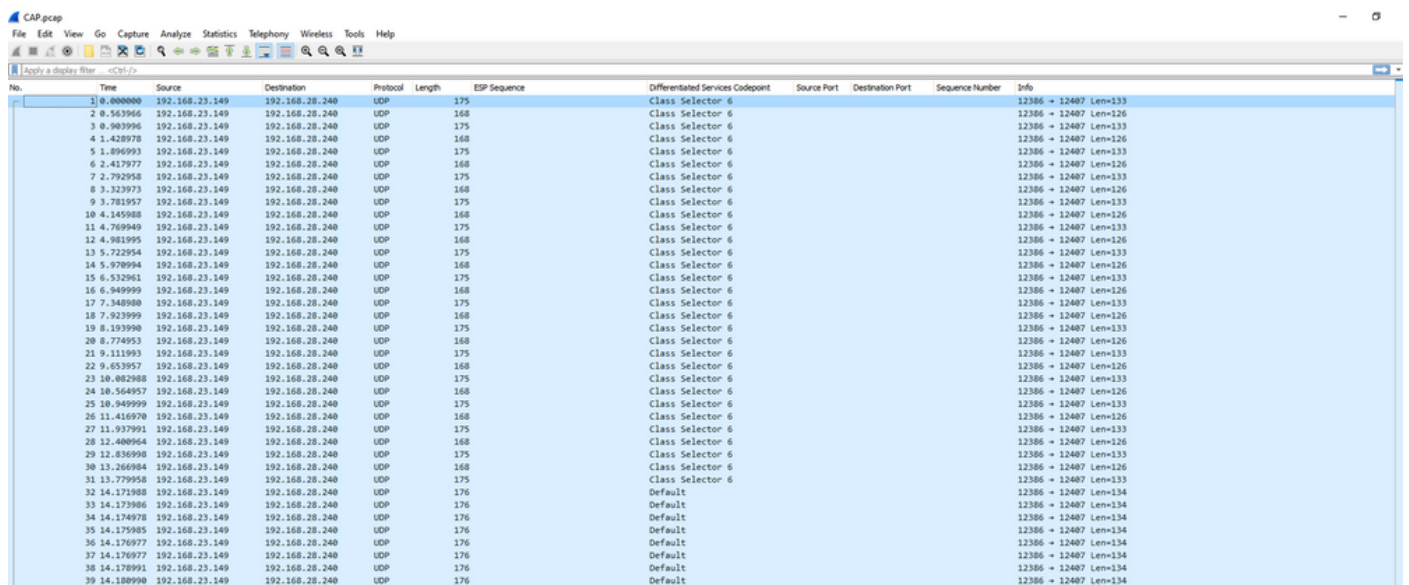 CAP.pcap
File Edit View Go Capture Analyze Statistics Telephony Wireless Tools Help
Apply a display filter ... <Ctrl-/>
No. Time Source Destination Protocol Length ESP Sequence Differentiated Services Codepoint Source Port Destination Port Sequence Number Info
1 0.000000 192.168.23.149 192.168.28.240 UDP 175 Class Selector 6 12386 → 12407 Len=133
2 0.563966 192.168.23.149 192.168.28.240 UDP 168 Class Selector 6 12386 → 12407 Len=126
3 0.903996 192.168.23.149 192.168.28.240 UDP 175 Class Selector 6 12386 → 12407 Len=133
4 1.428978 192.168.23.149 192.168.28.240 UDP 168 Class Selector 6 12386 → 12407 Len=126
5 1.896993 192.168.23.149 192.168.28.240 UDP 175 Class Selector 6 12386 → 12407 Len=133
6 2.417977 192.168.23.149 192.168.28.240 UDP 168 Class Selector 6 12386 → 12407 Len=126
7 2.792958 192.168.23.149 192.168.28.240 UDP 175 Class Selector 6 12386 → 12407 Len=133
8 3.323973 192.168.23.149 192.168.28.240 UDP 168 Class Selector 6 12386 → 12407 Len=126
9 3.781957 192.168.23.149 192.168.28.240 UDP 175 Class Selector 6 12386 → 12407 Len=133
10 4.145988 192.168.23.149 192.168.28.240 UDP 168 Class Selector 6 12386 → 12407 Len=126
11 4.769949 192.168.23.149 192.168.28.240 UDP 175 Class Selector 6 12386 → 12407 Len=133
12 4.981995 192.168.23.149 192.168.28.240 UDP 168 Class Selector 6 12386 → 12407 Len=126
13 5.722954 192.168.23.149 192.168.28.240 UDP 175 Class Selector 6 12386 → 12407 Len=133
14 5.970994 192.168.23.149 192.168.28.240 UDP 168 Class Selector 6 12386 → 12407 Len=126
15 6.532961 192.168.23.149 192.168.28.240 UDP 175 Class Selector 6 12386 → 12407 Len=133
16 6.949999 192.168.23.149 192.168.28.240 UDP 168 Class Selector 6 12386 → 12407 Len=126
17 7.348980 192.168.23.149 192.168.28.240 UDP 175 Class Selector 6 12386 → 12407 Len=133
18 7.923999 192.168.23.149 192.168.28.240 UDP 168 Class Selector 6 12386 → 12407 Len=126
19 8.193990 192.168.23.149 192.168.28.240 UDP 175 Class Selector 6 12386 → 12407 Len=133
20 8.774953 192.168.23.149 192.168.28.240 UDP 168 Class Selector 6 12386 → 12407 Len=126
21 9.111993 192.168.23.149 192.168.28.240 UDP 175 Class Selector 6 12386 → 12407 Len=133
22 9.653957 192.168.23.149 192.168.28.240 UDP 168 Class Selector 6 12386 → 12407 Len=126
23 10.082988 192.168.23.149 192.168.28.240 UDP 175 Class Selector 6 12386 → 12407 Len=133
24 10.564957 192.168.23.149 192.168.28.240 UDP 168 Class Selector 6 12386 → 12407 Len=126
25 10.949999 192.168.23.149 192.168.28.240 UDP 175 Class Selector 6 12386 → 12407 Len=133
26 11.416970 192.168.23.149 192.168.28.240 UDP 168 Class Selector 6 12386 → 12407 Len=126
27 11.937991 192.168.23.149 192.168.28.240 UDP 175 Class Selector 6 12386 → 12407 Len=133
28 12.400964 192.168.23.149 192.168.28.240 UDP 168 Class Selector 6 12386 → 12407 Len=126
29 12.836998 192.168.23.149 192.168.28.240 UDP 175 Class Selector 6 12386 → 12407 Len=133
30 13.266984 192.168.23.149 192.168.28.240 UDP 168 Class Selector 6 12386 → 12407 Len=126
31 13.779958 192.168.23.149 192.168.28.240 UDP 175 Class Selector 6 12386 → 12407 Len=133
32 14.171988 192.168.23.149 192.168.28.240 UDP 176 Default 12386 → 12407 Len=134
33 14.173986 192.168.23.149 192.168.28.240 UDP 176 Default 12386 → 12407 Len=134
34 14.174978 192.168.23.149 192.168.28.240 UDP 176 Default 12386 → 12407 Len=134
35 14.175985 192.168.23.149 192.168.28.240 UDP 176 Default 12386 → 12407 Len=134
36 14.176977 192.168.23.149 192.168.28.240 UDP 176 Default 12386 → 12407 Len=134
37 14.176977 192.168.23.149 192.168.28.240 UDP 176 Default 12386 → 12407 Len=134
38 14.178991 192.168.23.149 192.168.28.240 UDP 176 Default 12386 → 12407 Len=134
39 14.180990 192.168.23.149 192.168.28.240 UDP 176 Default 12386 → 12407 Len=134